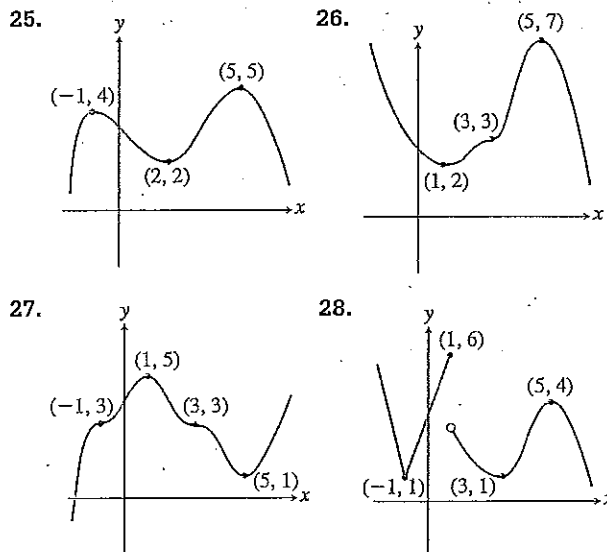 25.
y
(−1, 4)
(5, 5)
(2, 2)
x
26.
y
(5, 7)
(3, 3)
(1, 2)
x
27.
y
(1, 5)
(−1, 3)
(3, 3)
(5, 1)
x
28.
y
(1, 6)
(5, 4)
(−1, 1)
(3, 1)
x